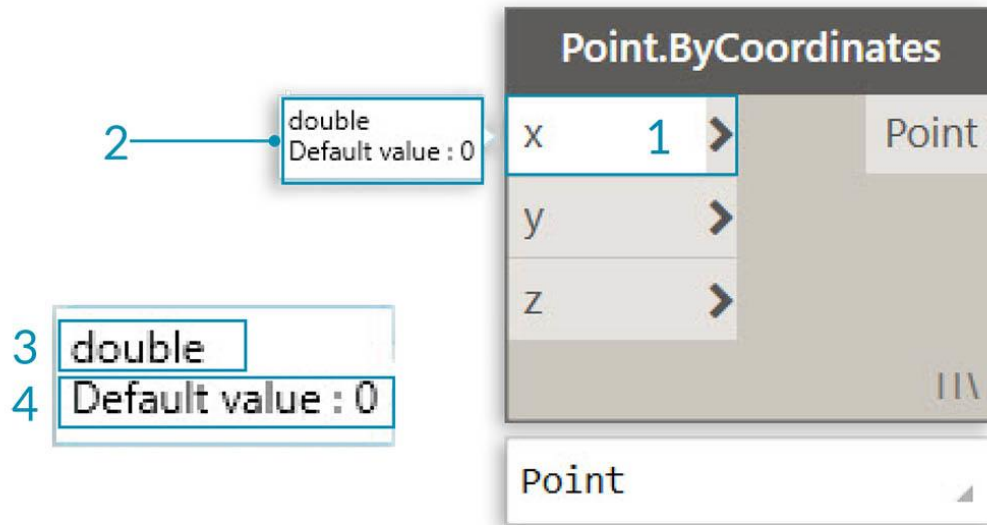 Point.ByCoordinates
2
double
Default value : 0
x
1
Point
y
z
3
double
4
Default value : 0
Point